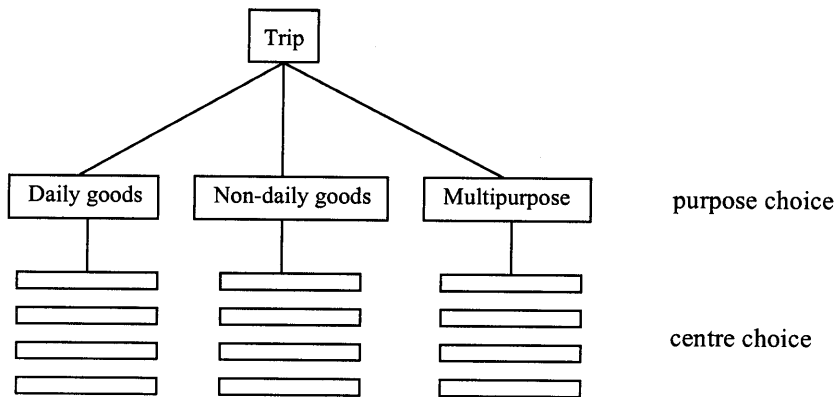 Trip
Daily goods
Non-daily goods
Multipurpose
purpose choice
centre choice